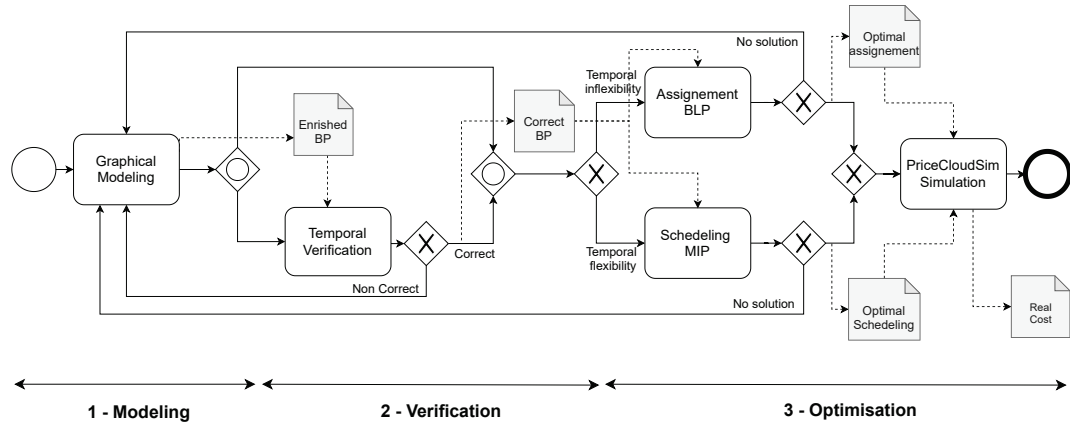 No solution
Optimal
assignement
Temporal
inflexibility
Assignement
BLP
Enrished
BP
Correct
BP
Graphical
Modeling
PriceCloudSim
Simulation
Temporal
Verification
Correct
Schedeling
MIP
Temporal
flexibility
Non Correct
No solution
Optimal
Schedeling
Real
Cost
1 - Modeling
2 - Verification
3 - Optimisation